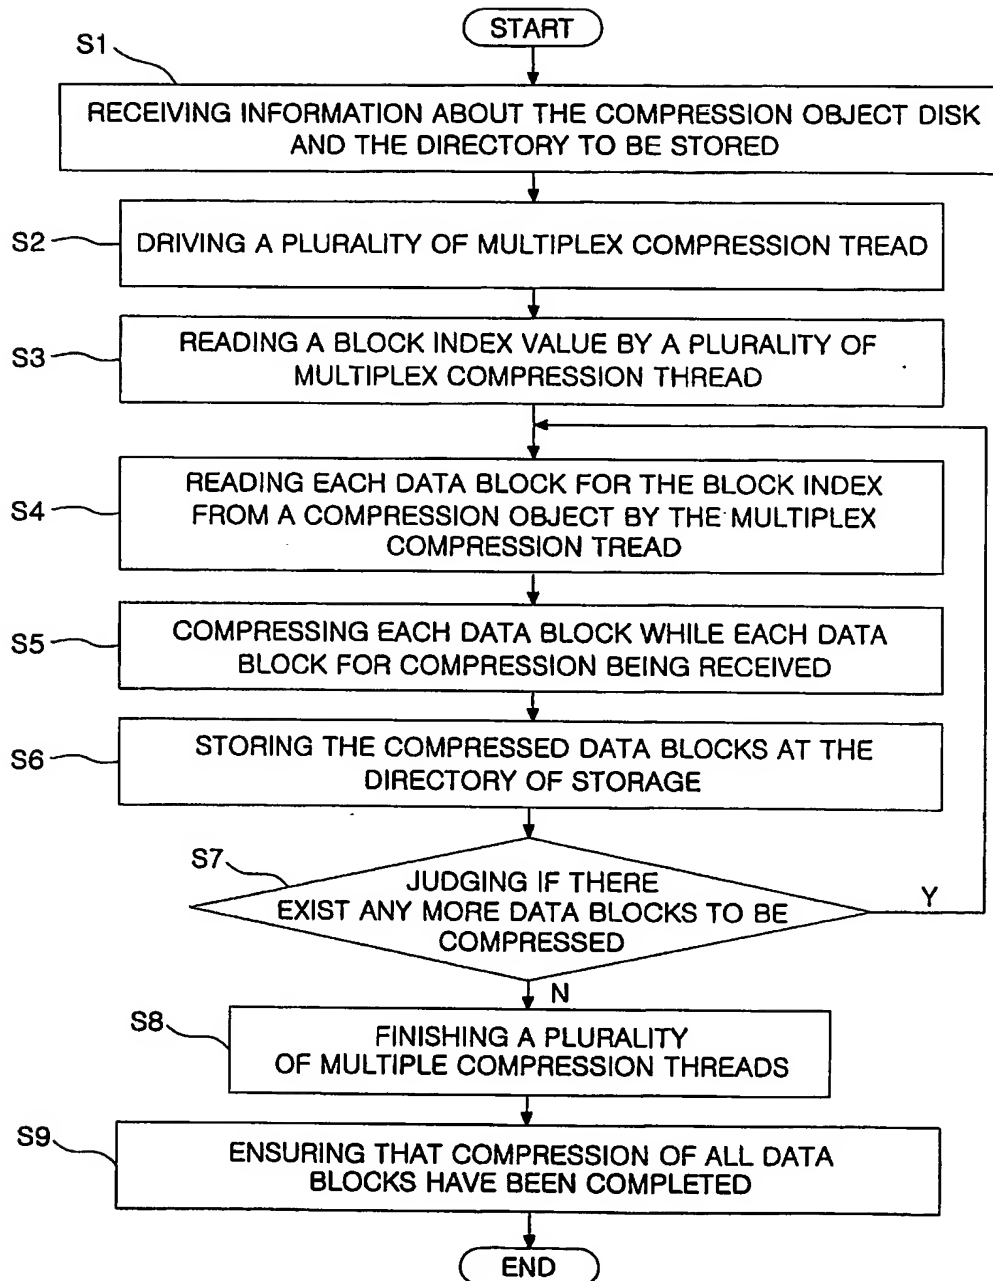 START
S1
RECEIVING INFORMATION ABOUT THE COMPRESSION OBJECT DISK
AND THE DIRECTORY TO BE STORED
S2
DRIVING A PLURALITY OF MULTIPLEX COMPRESSION TREAD
S3
READING A BLOCK INDEX VALUE BY A PLURALITY OF
MULTIPLEX COMPRESSION THREAD
S4
READING EACH DATA BLOCK FOR THE BLOCK INDEX
FROM A COMPRESSION OBJECT BY THE MULTIPLEX
COMPRESSION TREAD
S5
COMPRESSING EACH DATA BLOCK WHILE EACH DATA
BLOCK FOR COMPRESSION BEING RECEIVED
S6
STORING THE COMPRESSED DATA BLOCKS AT THE
DIRECTORY OF STORAGE
S7
JUDGING IF THERE
EXIST ANY MORE DATA BLOCKS TO BE
COMPRESSED
Y
N
S8
FINISHING A PLURALITY
OF MULTIPLE COMPRESSION THREADS
S9
ENSURING THAT COMPRESSION OF ALL DATA
BLOCKS HAVE BEEN COMPLETED
END